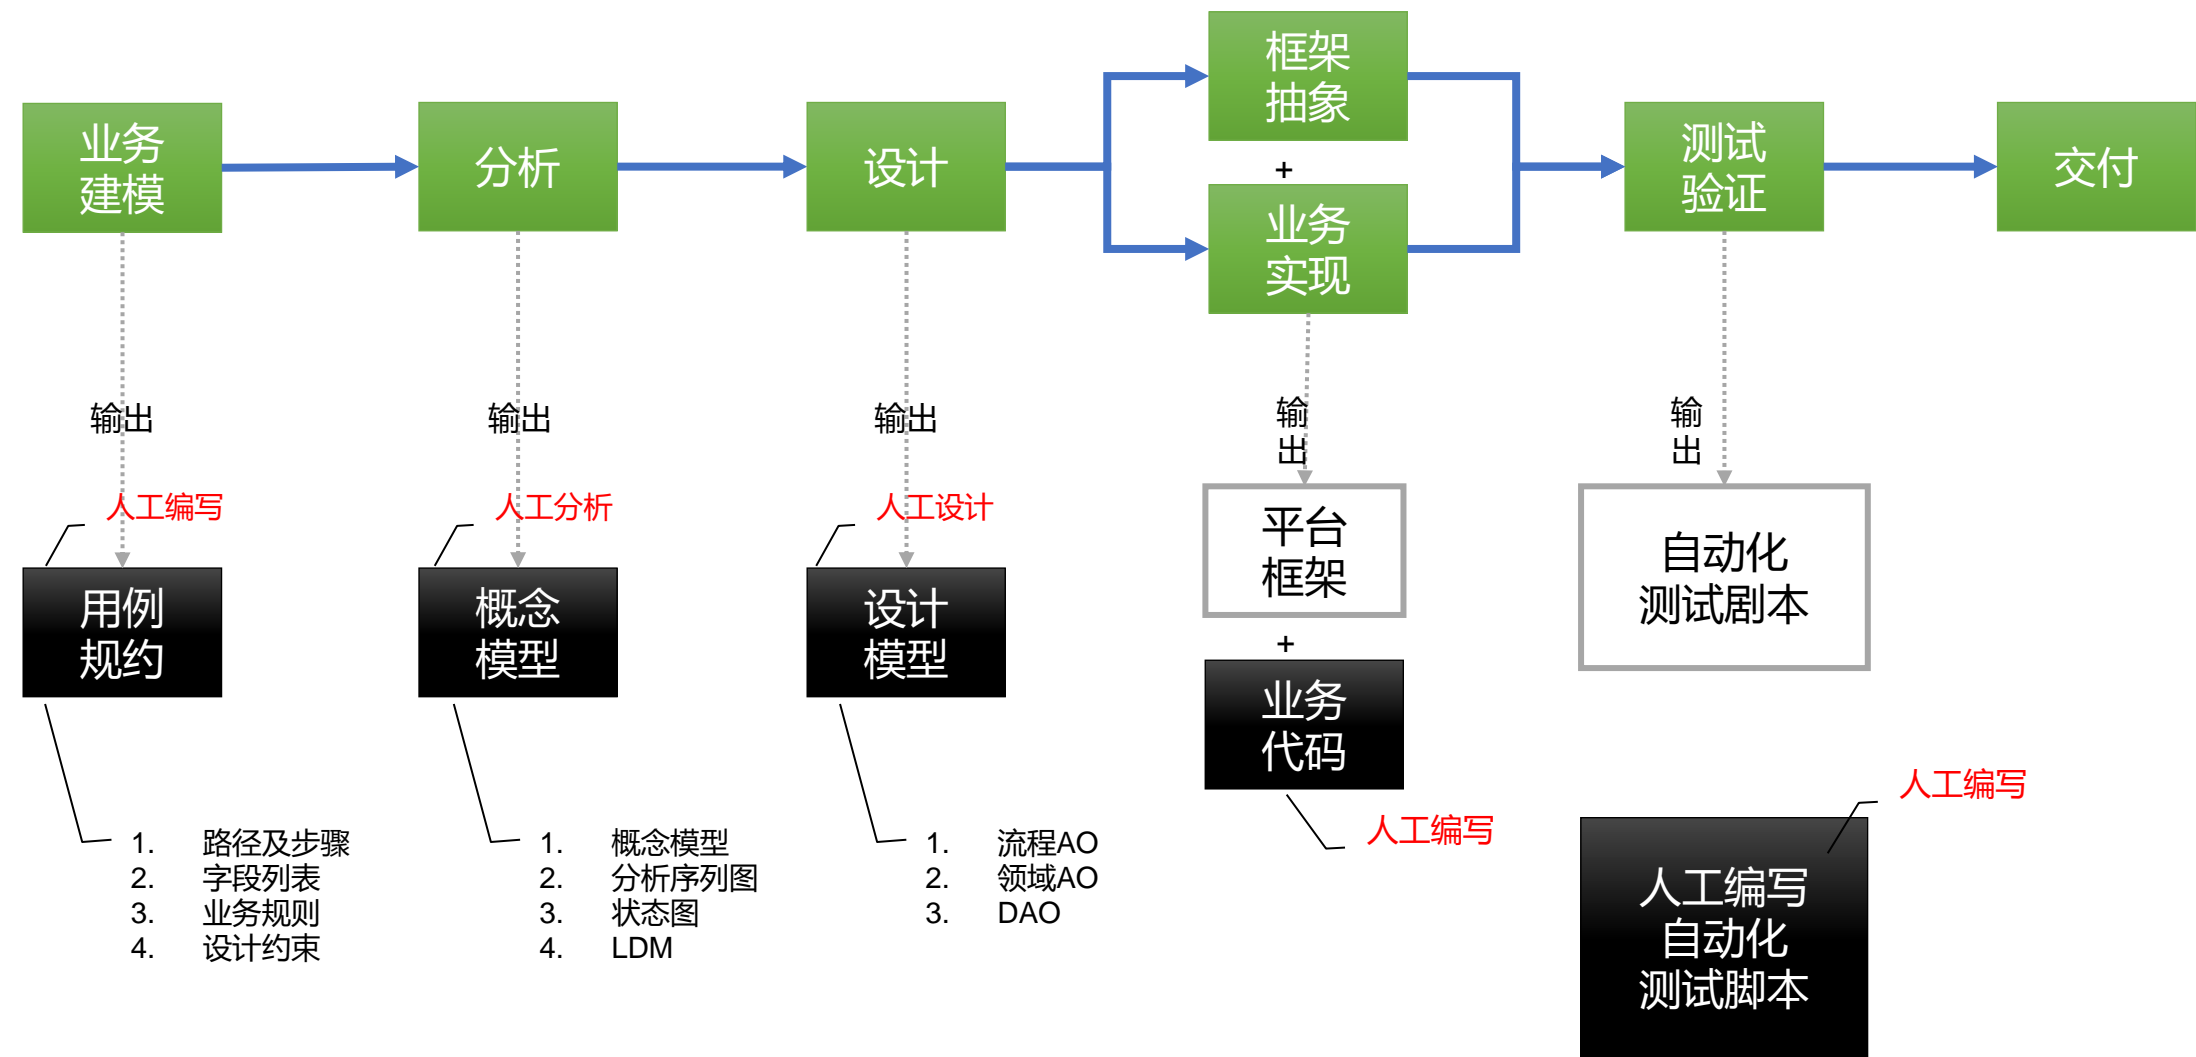 业务
建模
分析
设计
框架
抽象
+
业务
实现
测试
验证
交付
输出
输出
输出
输
出
输
出
人工编写
人工分析
人工设计
用例
规约
概念
模型
设计
模型
平台
框架
+
业务
代码
自动化
测试剧本
人工编写
人工编写
人工编写
自动化
测试脚本
1. 路径及步骤
2. 字段列表
3. 业务规则
4. 设计约束
1. 概念模型
2. 分析序列图
3. 状态图
4. LDM
1. 流程AO
2. 领域AO
3. DAO